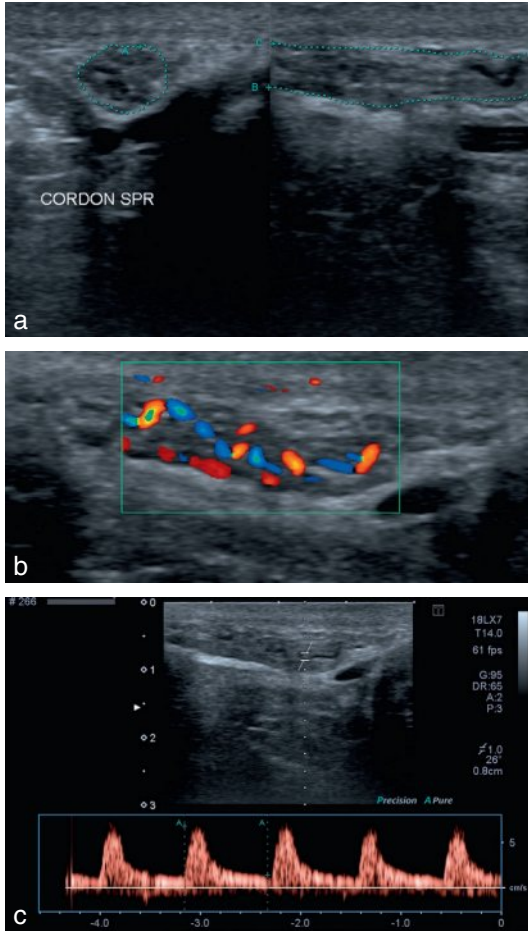 A
D
B
CORDON SPR
a
b
# 266
0
T
18LX7
T14.0
61 fps
G:95
DR:65
A:2
P:3
1
1.0
26°
0.8cm
2
3
Precision A Pure
A
A
5
cm/s
-4.0
-3.0
-2.0
-1.0
0
c